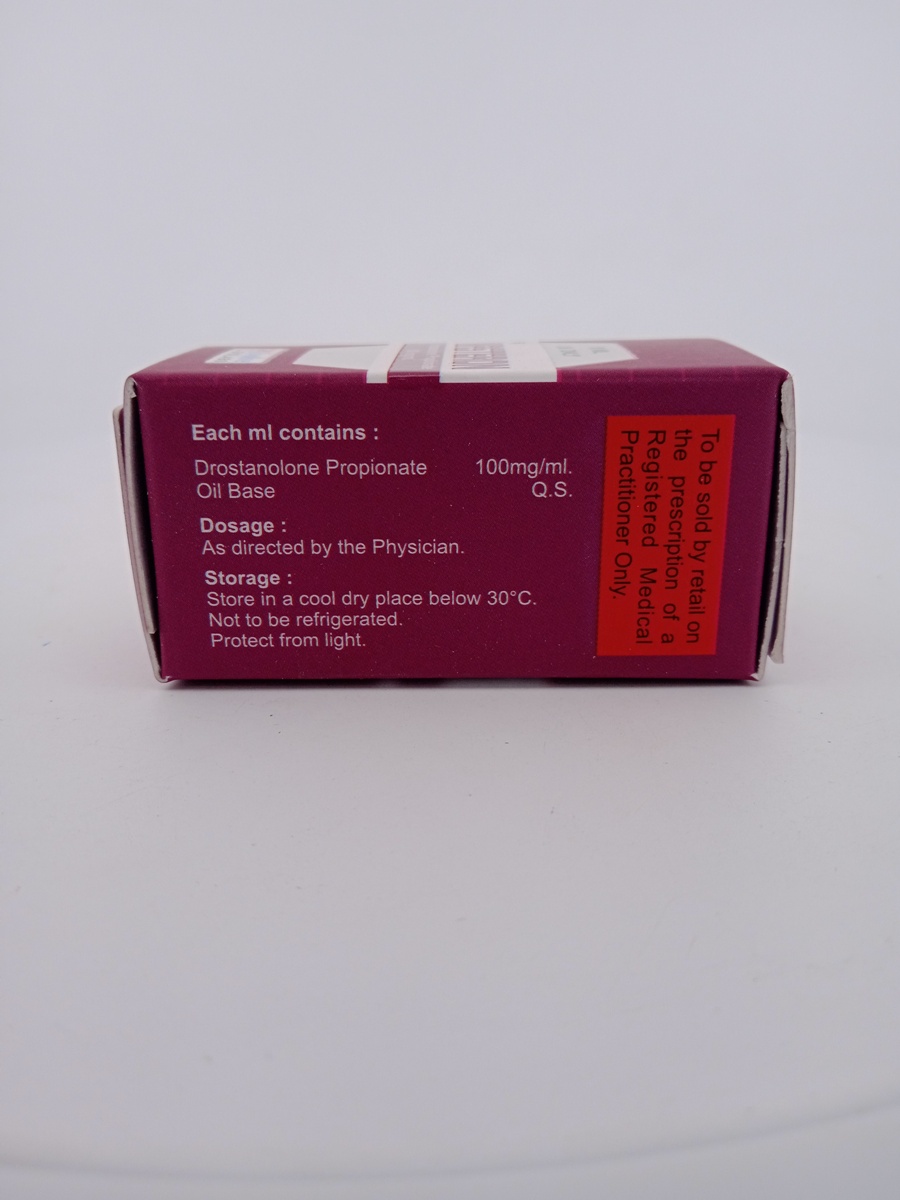 Each ml contains :
Drostanolone Propionate 100mg/ml.
Oil Base Q.S.
Dosage :
As directed by the Physician.
Storage :
Store in a cool dry place below 30°C.
Not to be refrigerated.
Protect from light.
To be sold by retail on
the prescription of a
Registered Medical
Practitioner Only.